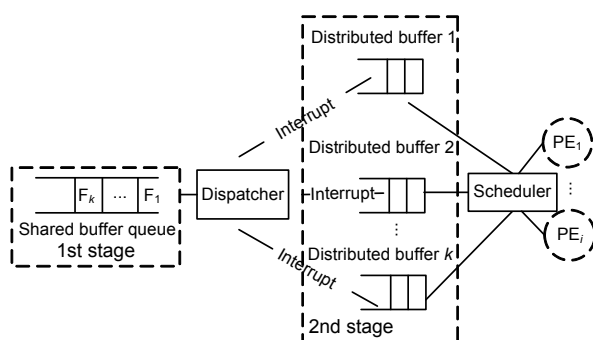 Distributed buffer 1
Interrupt
Distributed buffer 2
F_k ... F_1
Dispatcher
Interrupt
Scheduler
PE_1
...
PE_i
Shared buffer queue
1st stage
...
Interrupt
Distributed buffer k
2nd stage